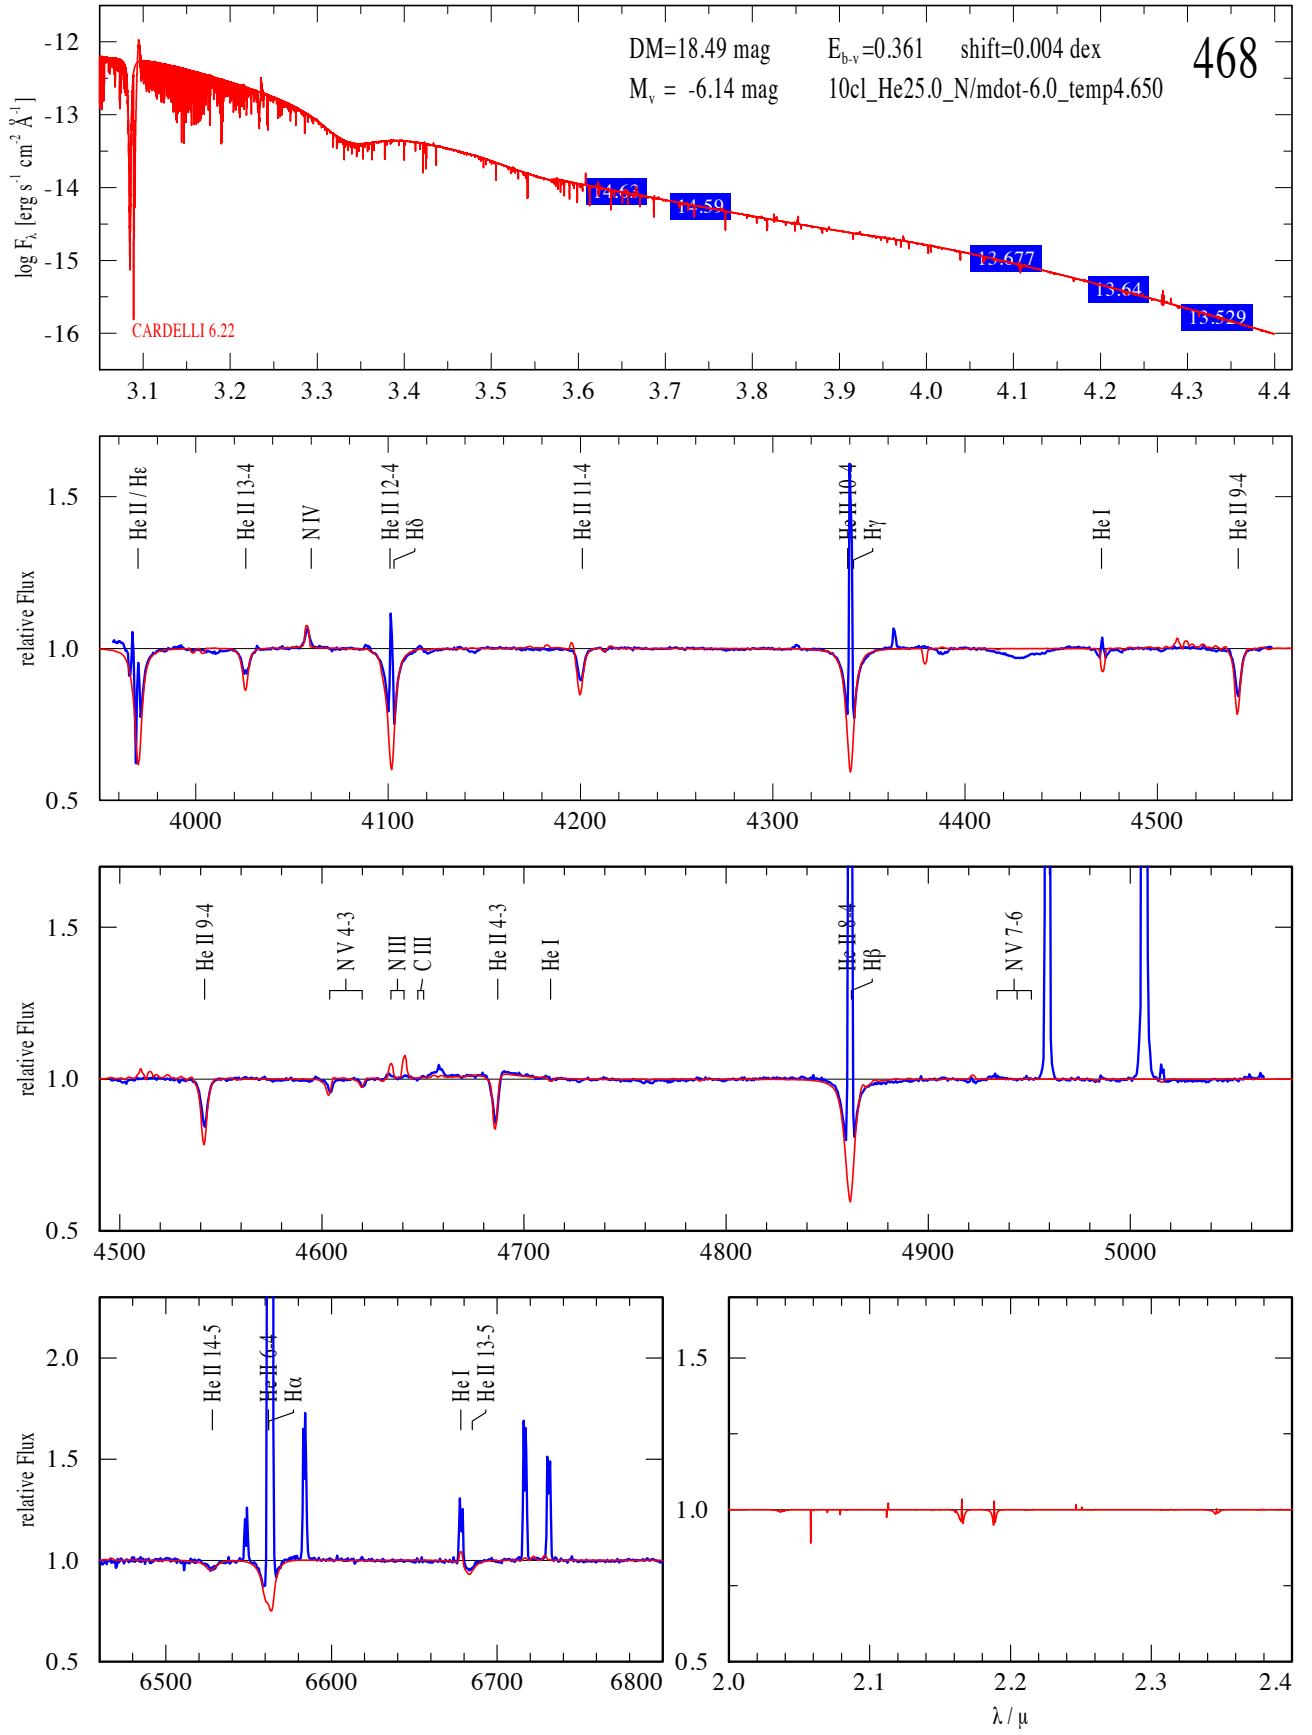 DM=18.49 mag E_b-v=0.361 shift=0.004 dex 468
M_v = -6.14 mag 10cl_He25.0_N/mdot-6.0_temp4.650
log F_λ [erg s⁻¹ cm⁻² Å⁻¹]
-12
-13
-14
-15
-16
14.63
14.59
13.677
13.64
13.529
CARDELLI 6.22
3.1 3.2 3.3 3.4 3.5 3.6 3.7 3.8 3.9 4.0 4.1 4.2 4.3 4.4
relative Flux
1.5
1.0
0.5
He II / Hε
He II 13-4
N IV
He II 12-4
Hδ
He II 11-4
He II 10-4
Hγ
He I
He II 9-4
4000 4100 4200 4300 4400 4500
relative Flux
1.5
1.0
0.5
He II 9-4
N V 4-3
N III
C III
He II 4-3
He I
He II 8-4
Hβ
N V 7-6
4500 4600 4700 4800 4900 5000
relative Flux
2.0
1.5
1.0
0.5
He II 14-5
He II 6-4
Hα
He I
He II 13-5
6500 6600 6700 6800
1.5
1.0
0.5
2.0 2.1 2.2 2.3 2.4
λ / μ